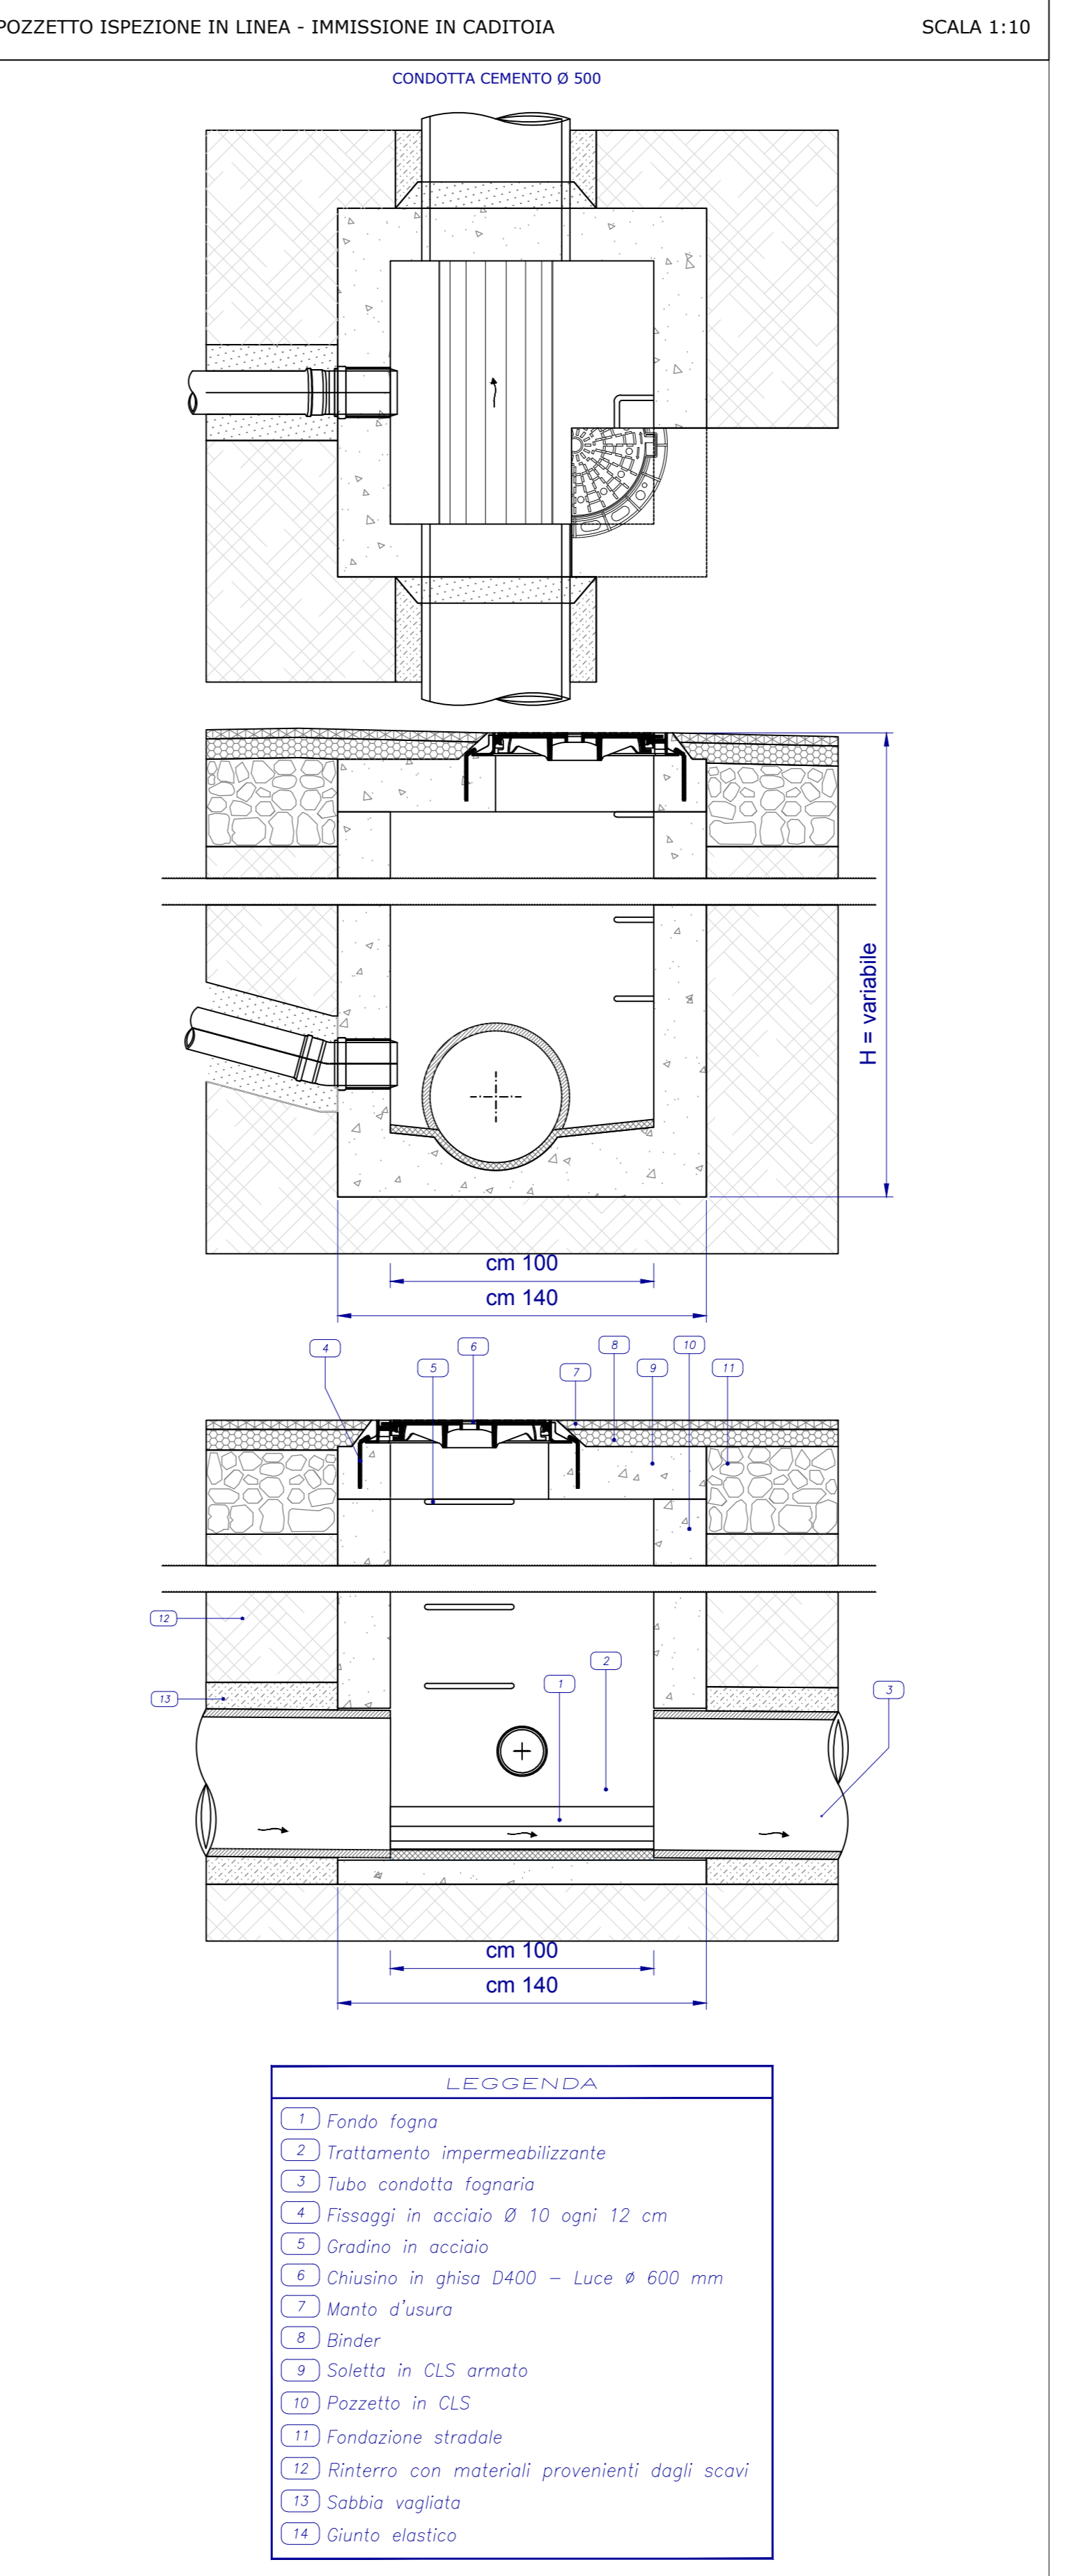 POZZETTO ISPEZIONE IN LINEA - IMMISSIONE IN CADITOIA
SCALA 1:10
CONDOTTA CEMENTO Ø 500
H = variabile
cm 100
cm 140
4
5
6
7
8
9
10
11
12
13
1
2
3
cm 100
cm 140
LEGGENDA
1 Fondo fogna
2 Trattamento impermeabilizzante
3 Tubo condotta fognaria
4 Fissaggi in acciaio Ø 10 ogni 12 cm
5 Gradino in acciaio
6 Chiusino in ghisa D400 – Luce ø 600 mm
7 Manto d'usura
8 Binder
9 Soletta in CLS armato
10 Pozzetto in CLS
11 Fondazione stradale
12 Rinterro con materiali provenienti dagli scavi
13 Sabbia vagliata
14 Giunto elastico